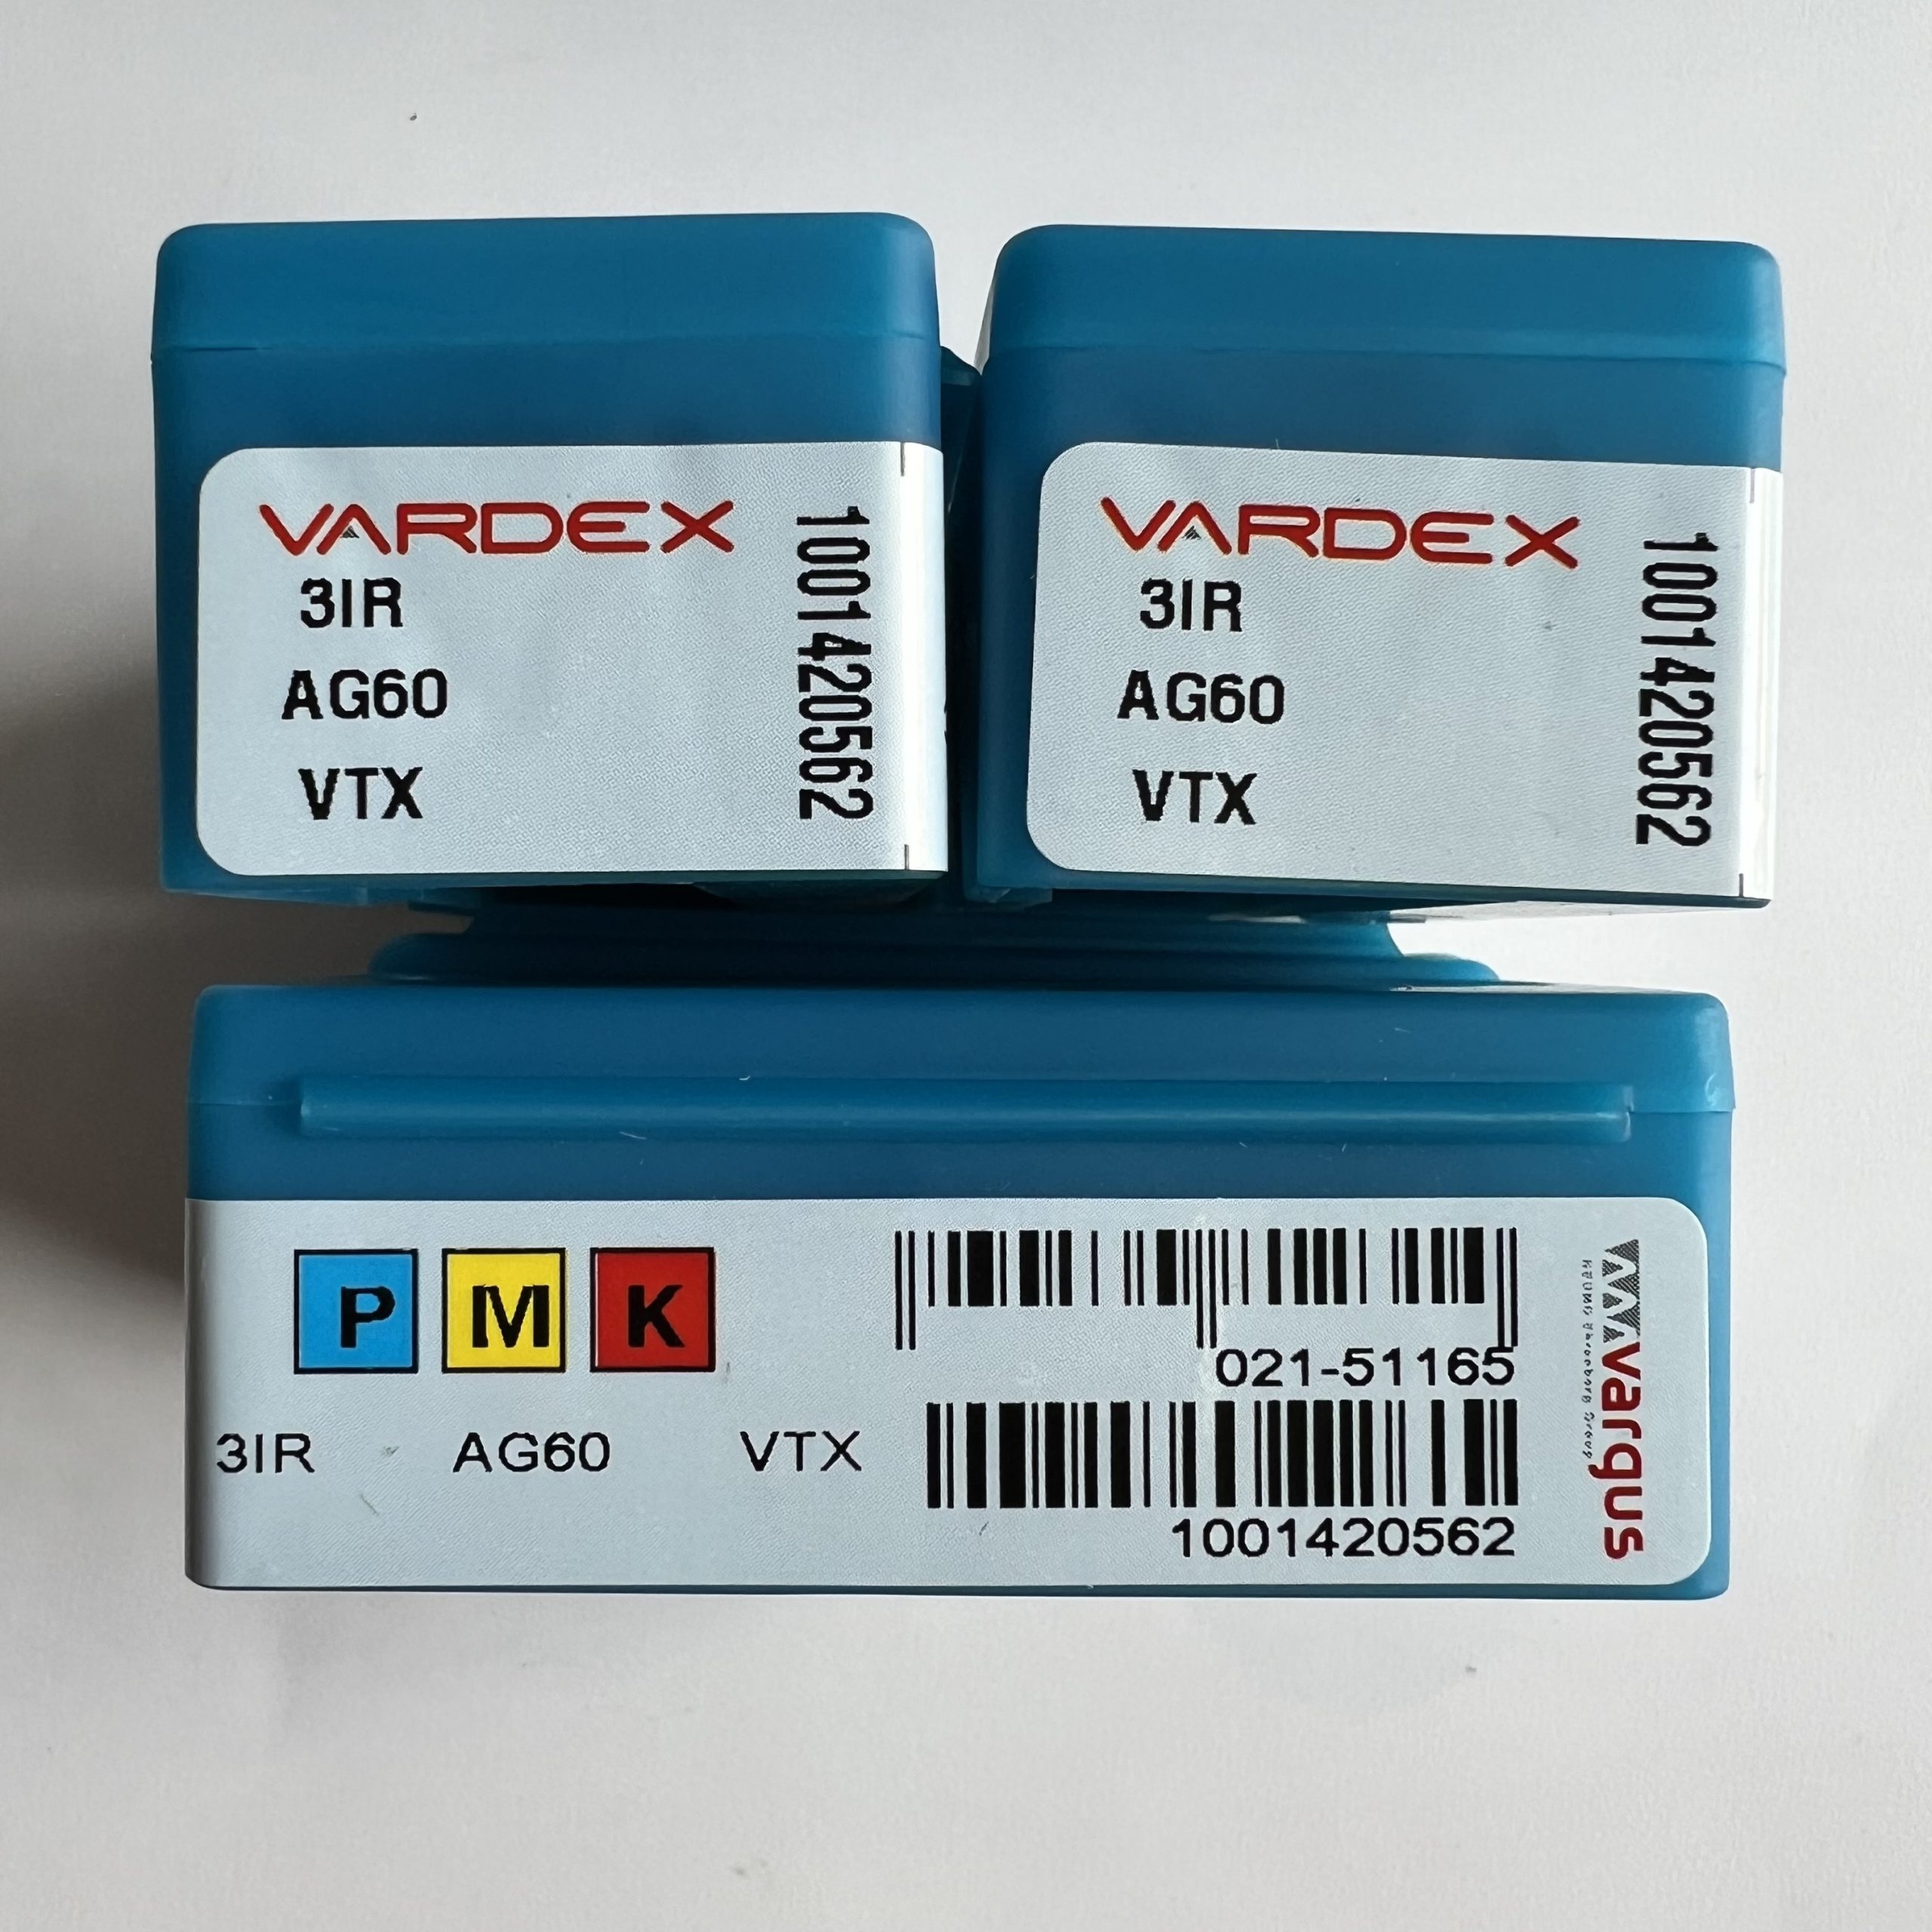 VARDEX
3IR
AG60
VTX
1001420562
VARDEX
3IR
AG60
VTX
1001420562
P M K
3IR AG60 VTX
021-51165
1001420562
vargus